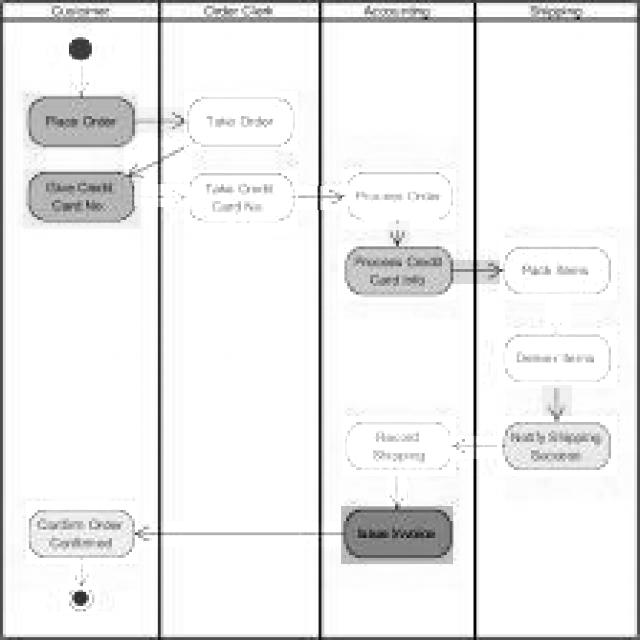 Customer
Order Clerk
Accounting
Shipping
Place Order
Take Order
Give Credit
Card No.
Take Credit
Card No.
Process Order
Process Credit
Card Info
Pack Items
Deliver Items
Record
Shipping
Notify Shipping
Success
Confirm Order
Confirmed
Issue Invoice